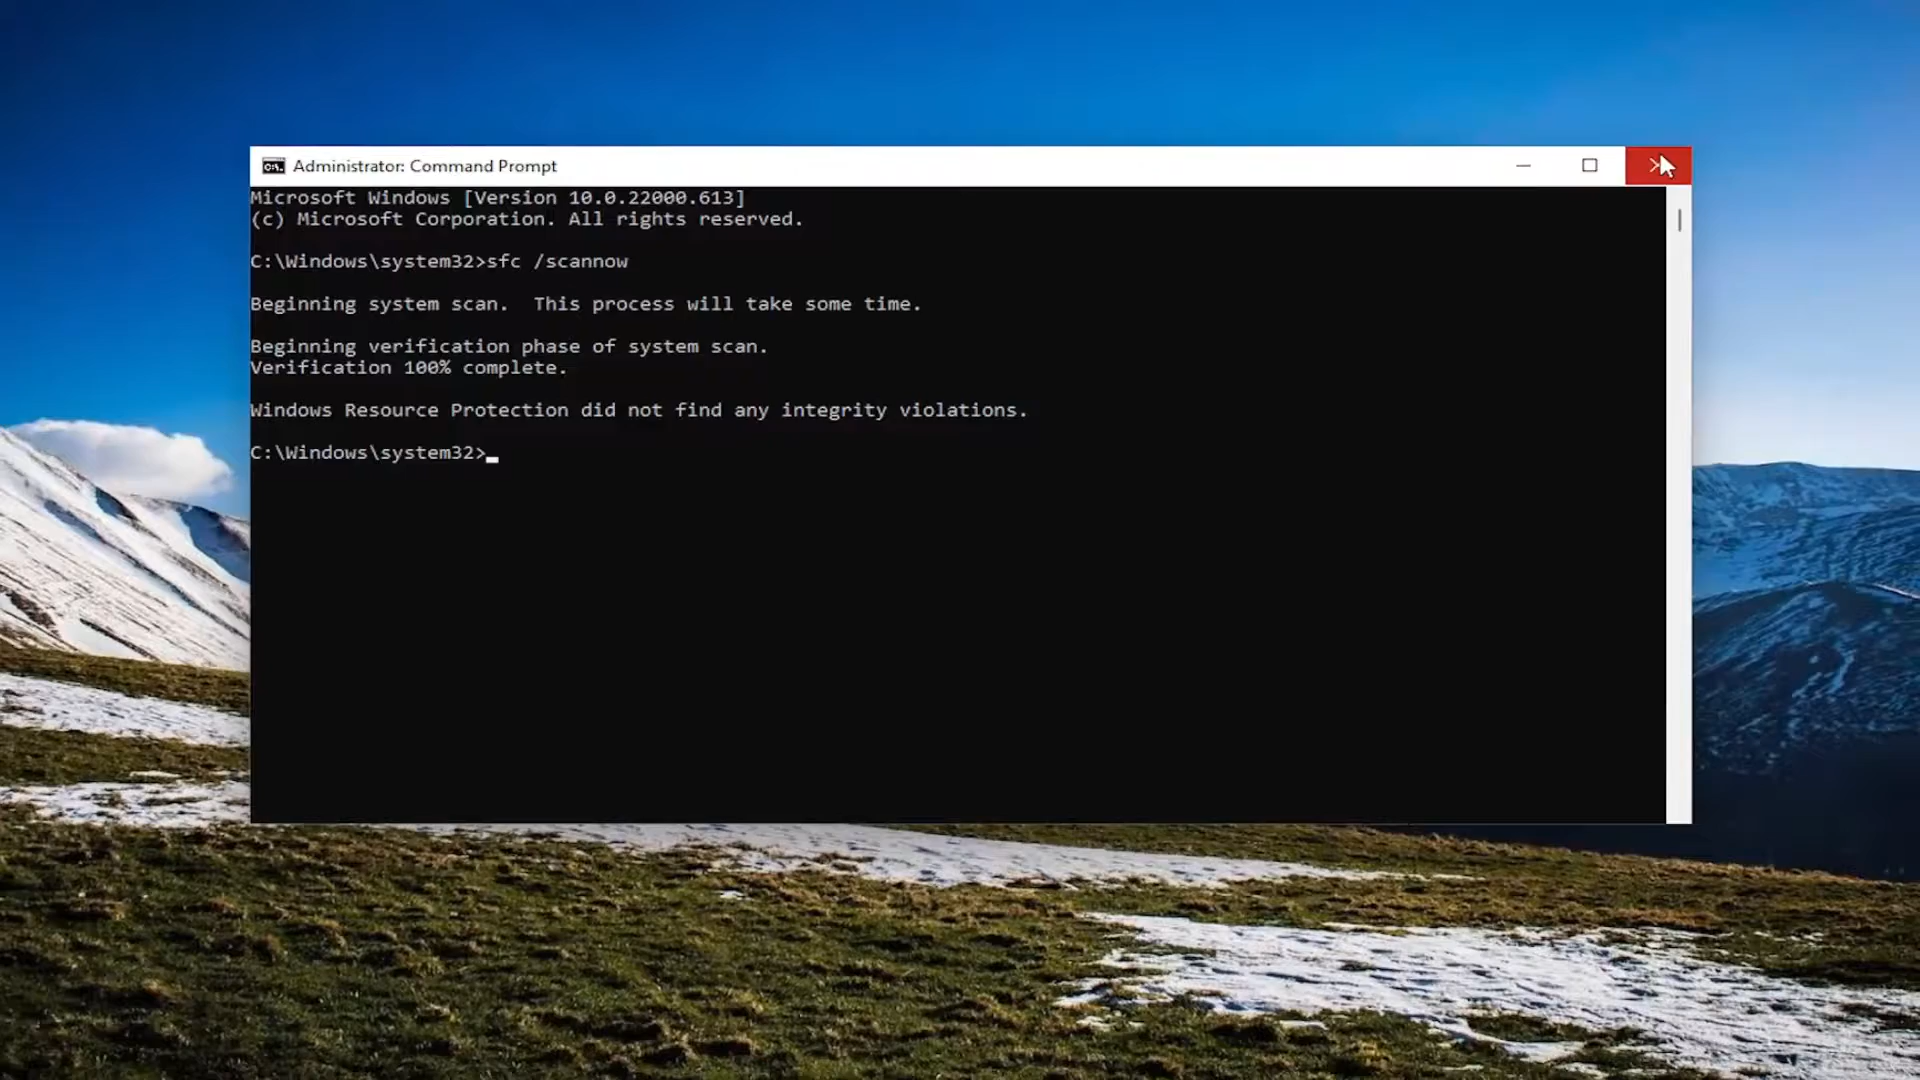 Administrator: Command Prompt
Microsoft Windows [Version 10.0.22000.613]
(c) Microsoft Corporation. All rights reserved.
C:\Windows\system32>sfc /scannow
Beginning system scan.  This process will take some time.
Beginning verification phase of system scan.
Verification 100% complete.
Windows Resource Protection did not find any integrity violations.
C:\Windows\system32>